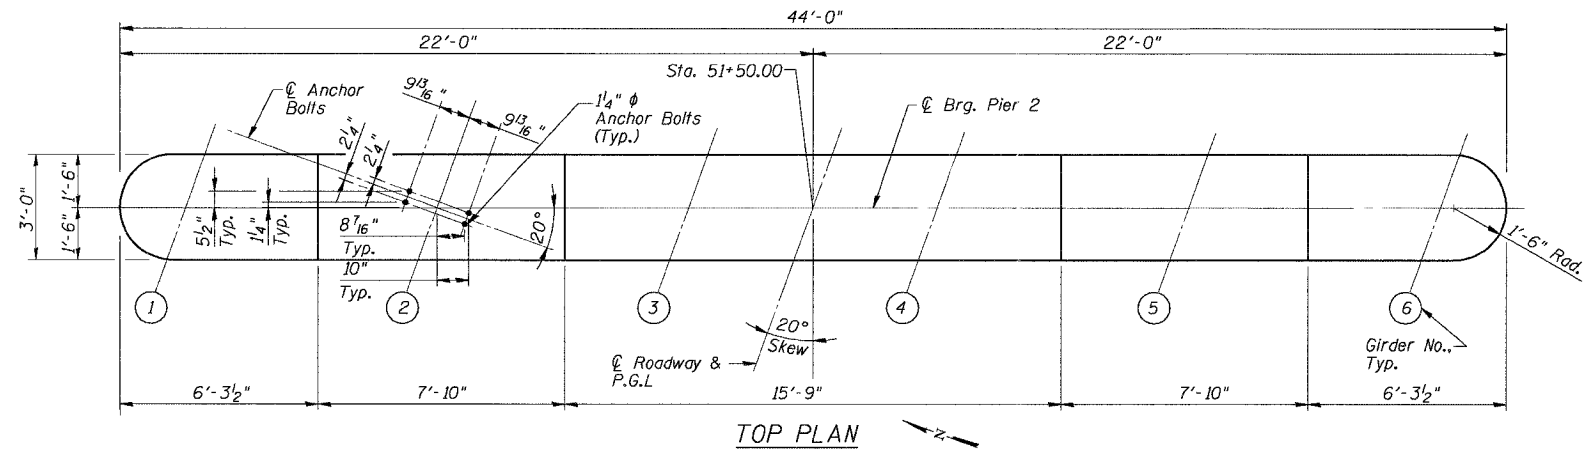 44'-0"
22'-0"
22'-0"
Sta. 51+50.00
℄ Anchor
Bolts
9 13/16"
9 13/16"
1 1/4" ϕ
Anchor Bolts
(Typ.)
℄ Brg. Pier 2
2 1/4"
2 1/4"
3'-0"
1'-6"
1'-6"
5 1/2"
Typ.
1 1/4"
Typ.
8 7/16"
Typ.
10"
Typ.
20°
1'-6" Rad.
1
2
3
4
5
6
20°
Skew
℄ Roadway &
P.G.L
Girder No.,
Typ.
6'-3 1/2"
7'-10"
15'-9"
7'-10"
6'-3 1/2"
TOP PLAN
N